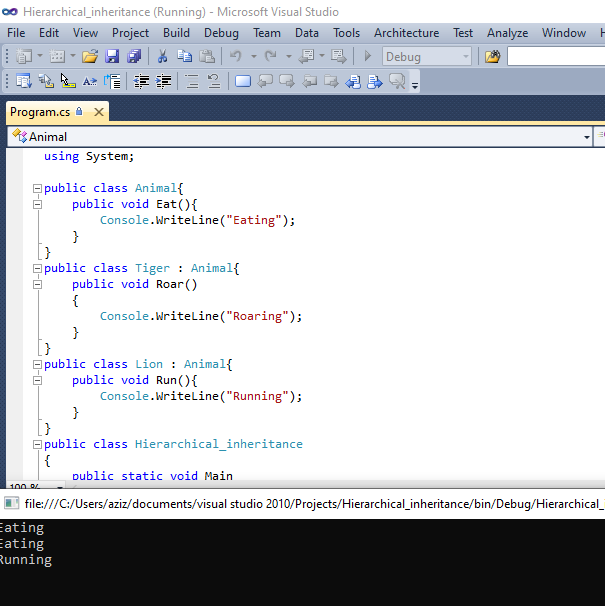 Hierarchical_inheritance (Running) - Microsoft Visual Studio
File Edit View Project Build Debug Team Data Tools Architecture Test Analyze Window
Debug
Program.cs
Animal
using System;
public class Animal{
public void Eat(){
Console.WriteLine("Eating");
}
}
public class Tiger : Animal{
public void Roar()
{
Console.WriteLine("Roaring");
}
}
public class Lion : Animal{
public void Run(){
Console.WriteLine("Running");
}
}
public class Hierarchical_inheritance
{
public static void Main
100 %
file:///C:/Users/aziz/documents/visual studio 2010/Projects/Hierarchical_inheritance/bin/Debug/Hierarchical_
Eating
Eating
Running